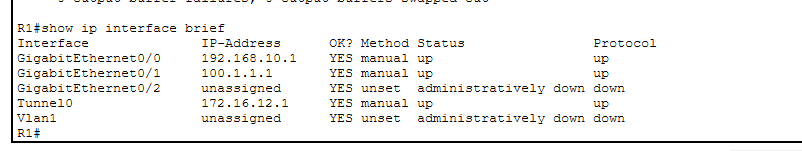 R1#show ip interface brief
Interface IP-Address OK? Method Status Protocol
GigabitEthernet0/0 192.168.10.1 YES manual up up
GigabitEthernet0/1 100.1.1.1 YES manual up up
GigabitEthernet0/2 unassigned YES unset administratively down down
Tunnel0 172.16.12.1 YES manual up up
Vlan1 unassigned YES unset administratively down down
R1#